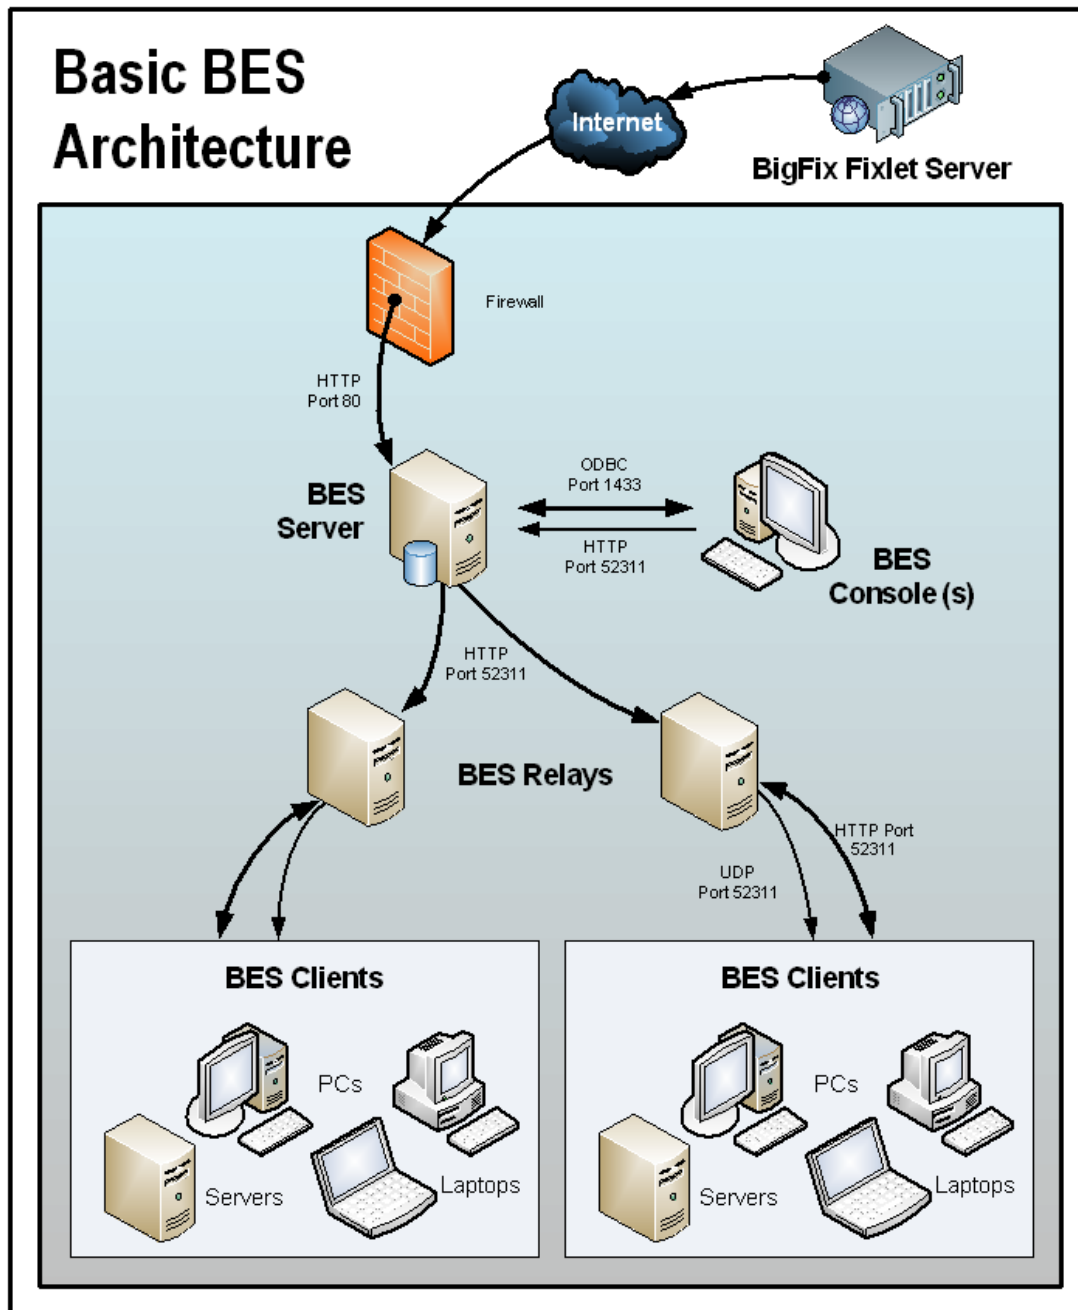 Basic BES
Architecture
Internet
BigFix Fixlet Server
Firewall
HTTP
Port 80
BES
Server
ODBC
Port 1433
HTTP
Port 52311
BES
Console (s)
HTTP
Port 52311
BES Relays
HTTP Port
52311
UDP
Port 52311
BES Clients
PCs
Servers
Laptops
BES Clients
PCs
Servers
Laptops